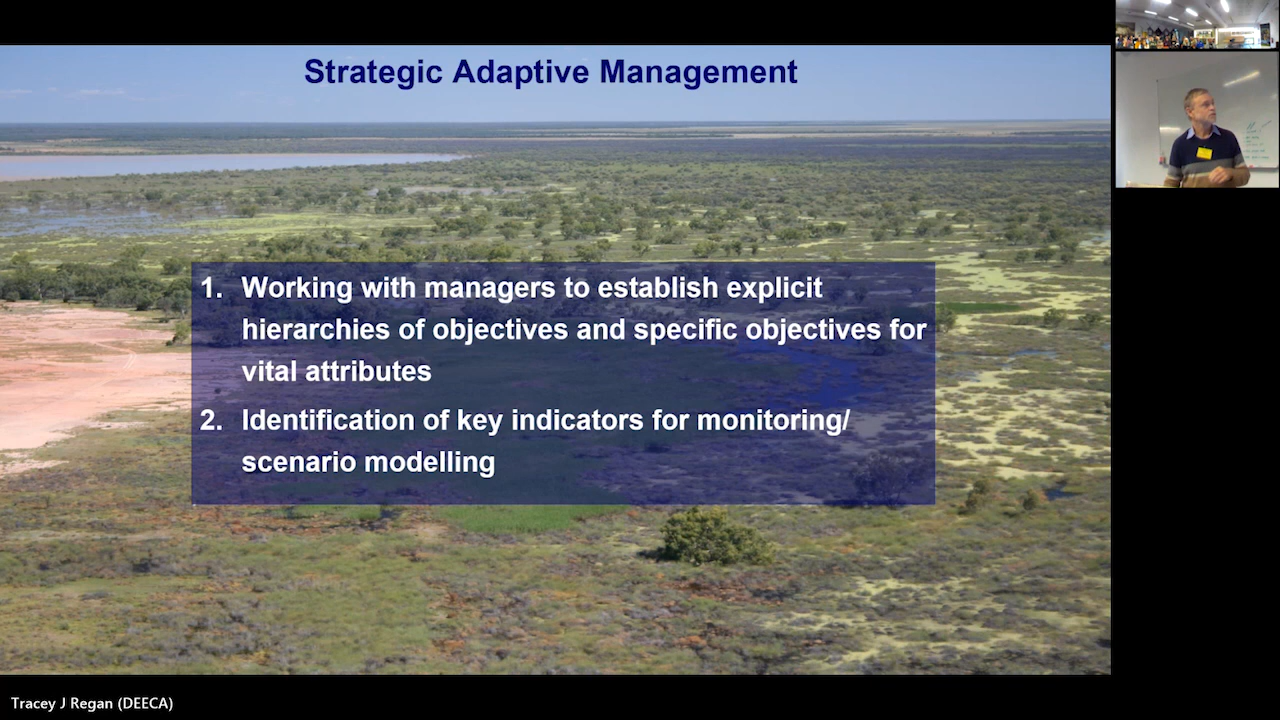 Strategic Adaptive Management
1. Working with managers to establish explicit
hierarchies of objectives and specific objectives for
vital attributes
2. Identification of key indicators for monitoring/
scenario modelling
Tracey J Regan (DEECA)